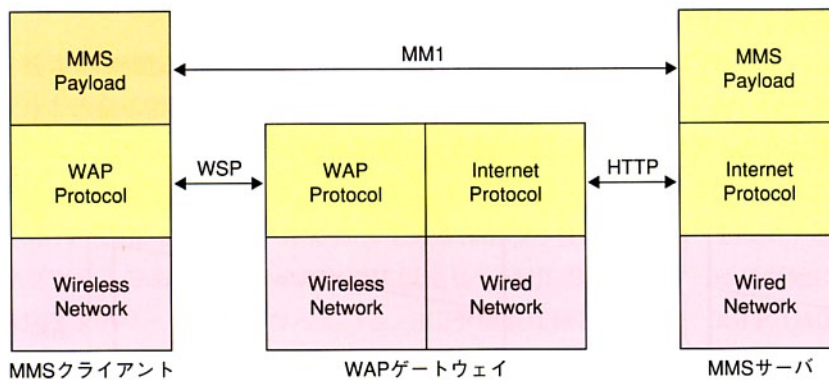 MMS
Payload
MM1
MMS
Payload
WAP
Protocol
WSP
WAP
Protocol
Internet
Protocol
HTTP
Internet
Protocol
Wireless
Network
Wireless
Network
Wired
Network
Wired
Network
MMSクライアント
WAPゲートウェイ
MMSサーバ